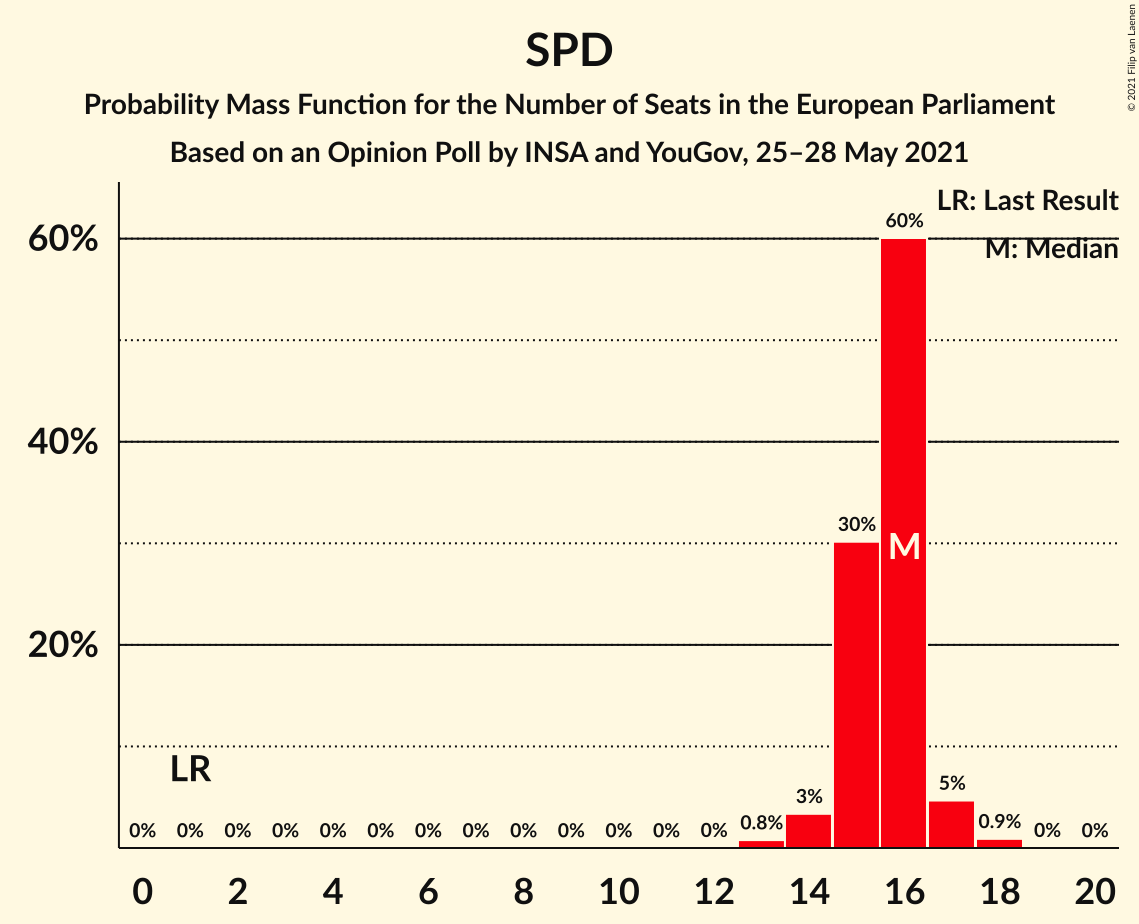 SPD
Probability Mass Function for the Number of Seats in the European Parliament
Based on an Opinion Poll by INSA and YouGov, 25–28 May 2021
© 2021 Filip van Laenen
LR: Last Result
M: Median
60%
40%
20%
60%
30%
M
LR
0% 0% 0% 0% 0% 0% 0% 0% 0% 0% 0% 0% 0% 0.8% 3% 5% 0.9% 0% 0%
0 2 4 6 8 10 12 14 16 18 20